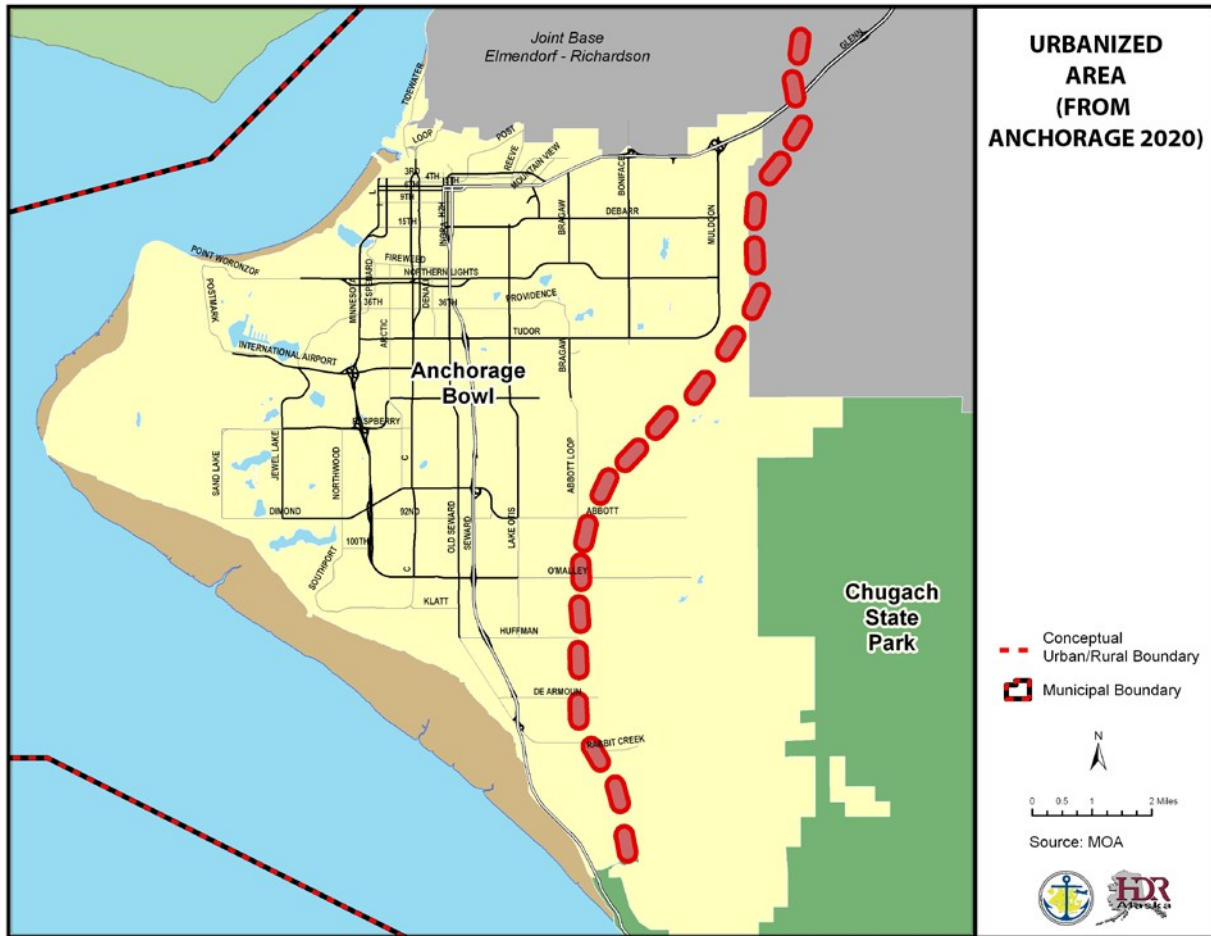 Joint Base
Elmendorf - Richardson
GLENN
TIDEWATER
LOOP
POST
REEVE
MOUNTAIN VIEW
3RD
4TH
5TH
6TH
9TH
L
I
15TH
H2H
INGRA
BRAGAW
BONIFACE
DEBARR
MULDOON
POINT WORONZOF
POSTMARK
FIREWEED
NORTHERN LIGHTS
MINNESOTA
SPENARD
DENALI
36TH
36TH
PROVIDENCE
ARCTIC
TUDOR
BRAGAW
INTERNATIONAL AIRPORT
Anchorage
Bowl
RASPBERRY
SAND LAKE
JEWEL LAKE
NORTHWOOD
C
ABBOTT LOOP
DIMOND
92ND
OLD SEWARD
SEWARD
LAKE OTIS
ABBOTT
100TH
SOUTHPORT
C
O'MALLEY
KLATT
HUFFMAN
DE ARMOUN
RABBIT CREEK
Chugach
State
Park
URBANIZED
AREA
(FROM
ANCHORAGE 2020)
Conceptual
Urban/Rural Boundary
Municipal Boundary
N
0 0.5 1 2 Miles
Source: MOA
HDR
Alaska